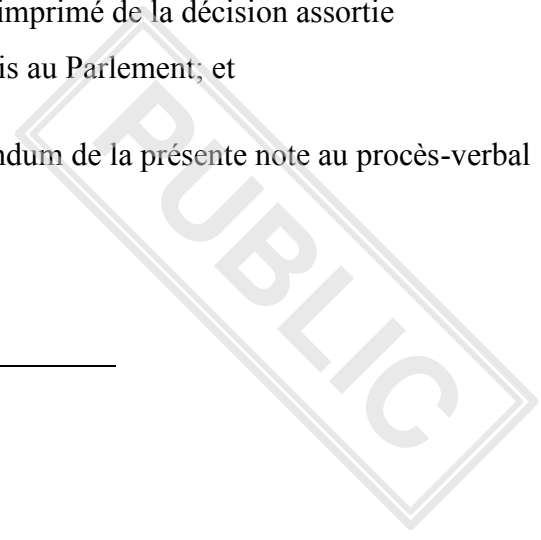 imprimé de la décision assortie
is au Parlement; et
ndum de la présente note au procès-verbal
PUBLIC